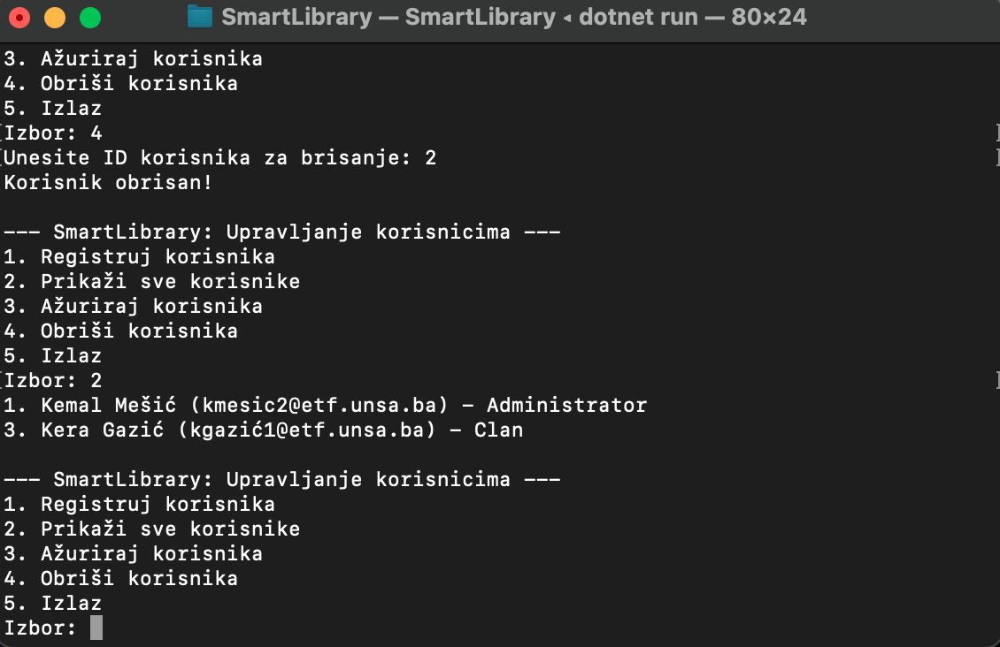 SmartLibrary — SmartLibrary ◂ dotnet run — 80×24
3. Ažuriraj korisnika
4. Obriši korisnika
5. Izlaz
[Izbor: 4 ]
[Unesite ID korisnika za brisanje: 2 ]
Korisnik obrisan!
--- SmartLibrary: Upravljanje korisnicima ---
1. Registruj korisnika
2. Prikaži sve korisnike
3. Ažuriraj korisnika
4. Obriši korisnika
5. Izlaz
[Izbor: 2 ]
1. Kemal Mešić (kmesic2@etf.unsa.ba) - Administrator
3. Kera Gazić (kgazić1@etf.unsa.ba) - Clan
--- SmartLibrary: Upravljanje korisnicima ---
1. Registruj korisnika
2. Prikaži sve korisnike
3. Ažuriraj korisnika
4. Obriši korisnika
5. Izlaz
Izbor: